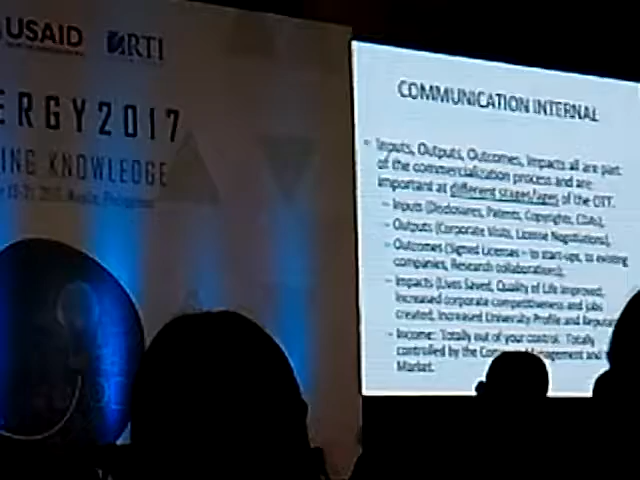 USAID
RTI
ERGY2017
ING KNOWLEDGE
COMMUNICATION INTERNAL
• Inputs, Outputs, Outcomes, Impacts all are part
of the commercialization process and are
important at different stages/ages of the OTT.
– Inputs (Disclosures, Patents, Copyrights, CDAs),
– Outputs (Corporate Visits, License Negotiations),
– Outcomes (Signed Licenses – to start-ups, to existing
companies, Research collaborations),
– Impacts (Lives Saved, Quality of Life Improved,
Increased corporate competitiveness and jobs
created, Increased University Profile and
– Income: Totally out of your control. Totally
controlled by the Management and
Market.